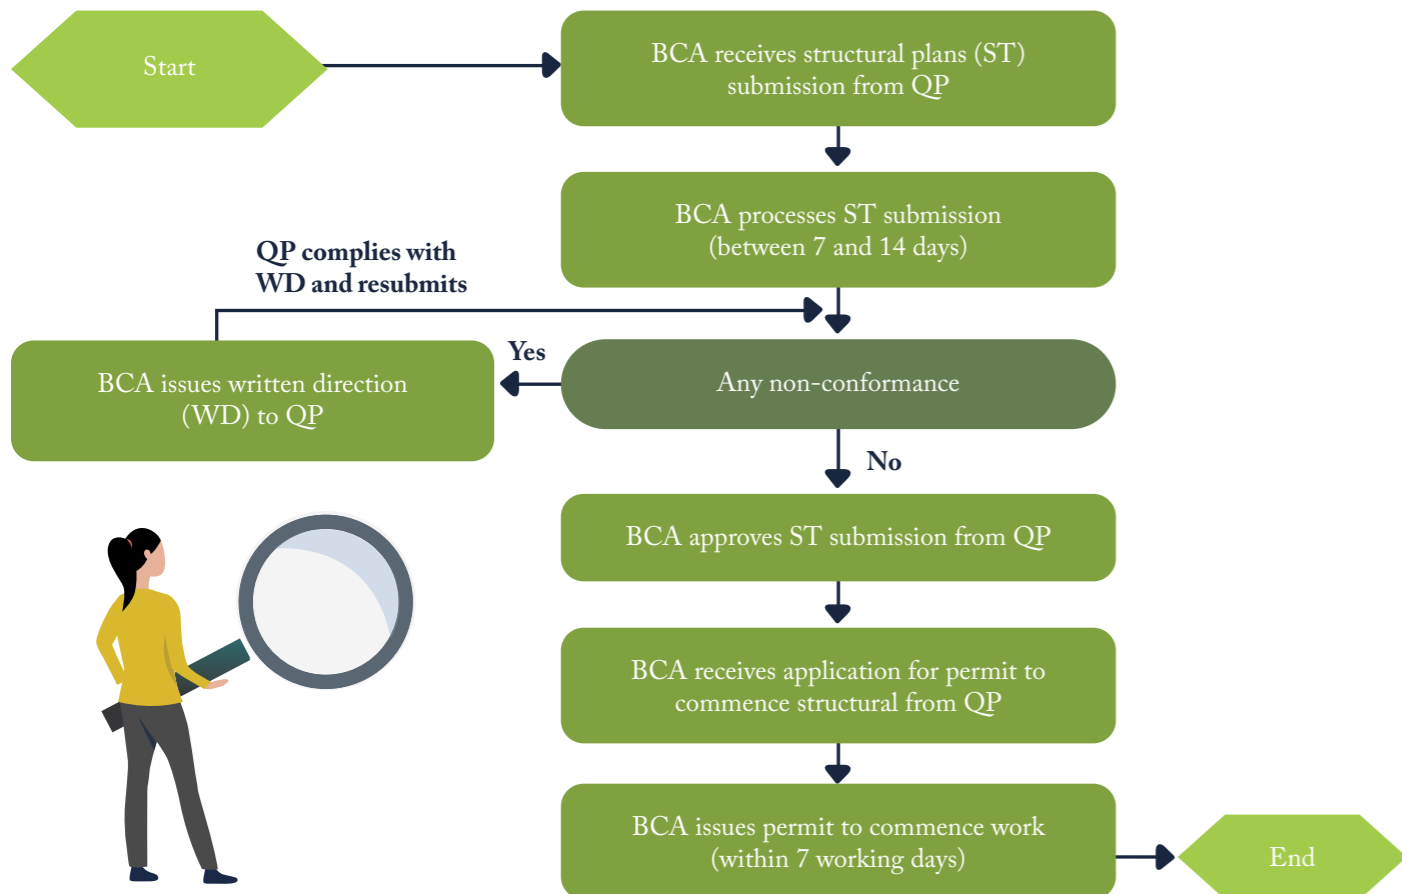 Start
BCA receives structural plans (ST)
submission from QP
BCA processes ST submission
(between 7 and 14 days)
QP complies with
WD and resubmits
Yes
Any non-conformance
BCA issues written direction
(WD) to QP
No
BCA approves ST submission from QP
BCA receives application for permit to
commence structural from QP
BCA issues permit to commence work
(within 7 working days)
End